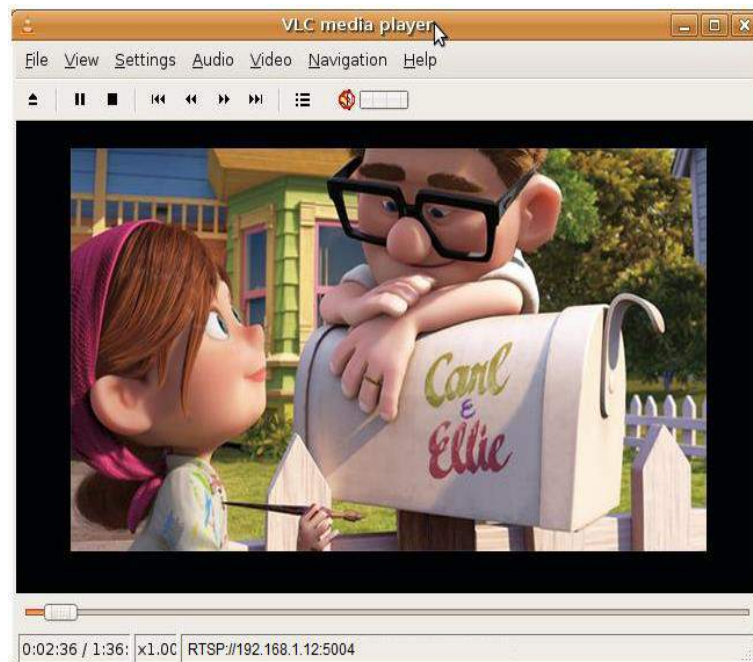 VLC media player
File View Settings Audio Video Navigation Help
Carl
&
Ellie
0:02:36 / 1:36: x1.00 RTSP://192.168.1.12:5004